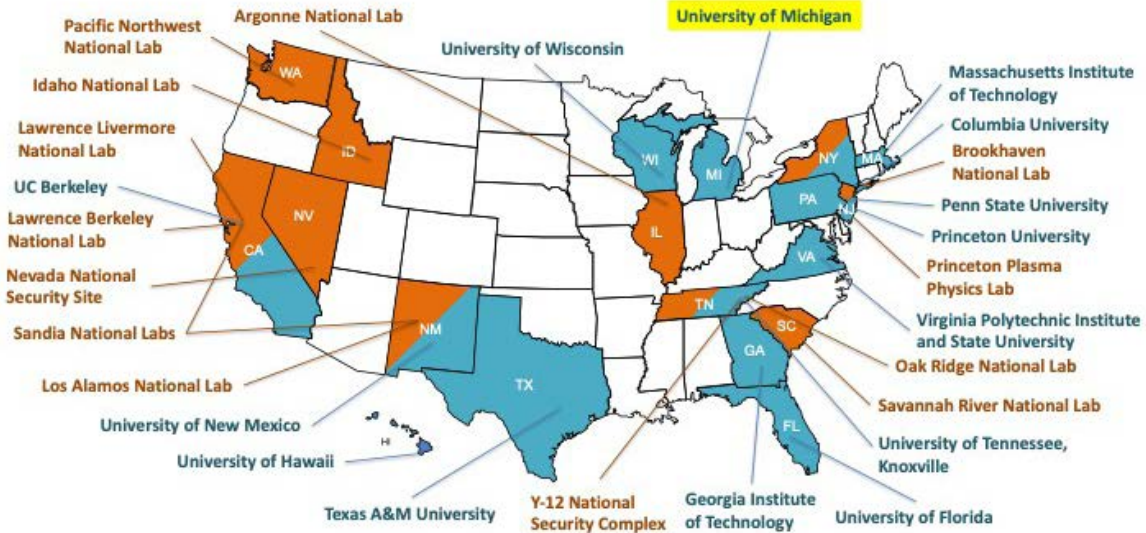 Argonne National Lab
University of Michigan
Pacific Northwest
National Lab
University of Wisconsin
Idaho National Lab
Massachusetts Institute
of Technology
Lawrence Livermore
National Lab
Columbia University
Brookhaven
National Lab
UC Berkeley
Penn State University
Lawrence Berkeley
National Lab
Princeton University
Nevada National
Security Site
Princeton Plasma
Physics Lab
Sandia National Labs
Virginia Polytechnic Institute
and State University
Oak Ridge National Lab
Los Alamos National Lab
Savannah River National Lab
University of New Mexico
University of Tennessee,
Knoxville
University of Hawaii
Texas A&M University
Y-12 National
Security Complex
Georgia Institute
of Technology
University of Florida
WA
ID
NV
CA
NM
TX
HI
WI
MI
IL
TN
NY
MA
PA
NJ
VA
SC
GA
FL